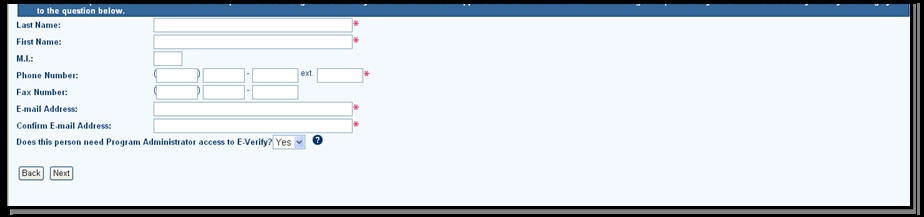 to the question below.
Last Name: *
First Name: *
M.I.:
Phone Number: ( ) - ext. *
Fax Number: ( ) -
E-mail Address: *
Confirm E-mail Address: *
Does this person need Program Administrator access to E-Verify? Yes ?
Back Next